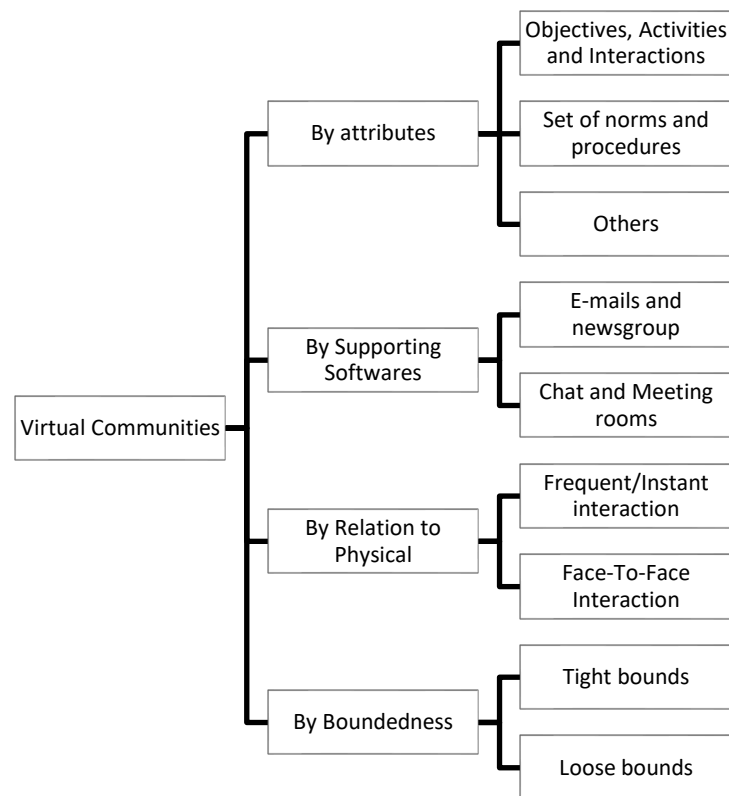 Objectives, Activities
and Interactions
By attributes
Set of norms and
procedures
Others
E-mails and
newsgroup
By Supporting
Softwares
Chat and Meeting
rooms
Virtual Communities
Frequent/Instant
interaction
By Relation to
Physical
Face-To-Face
Interaction
Tight bounds
By Boundedness
Loose bounds